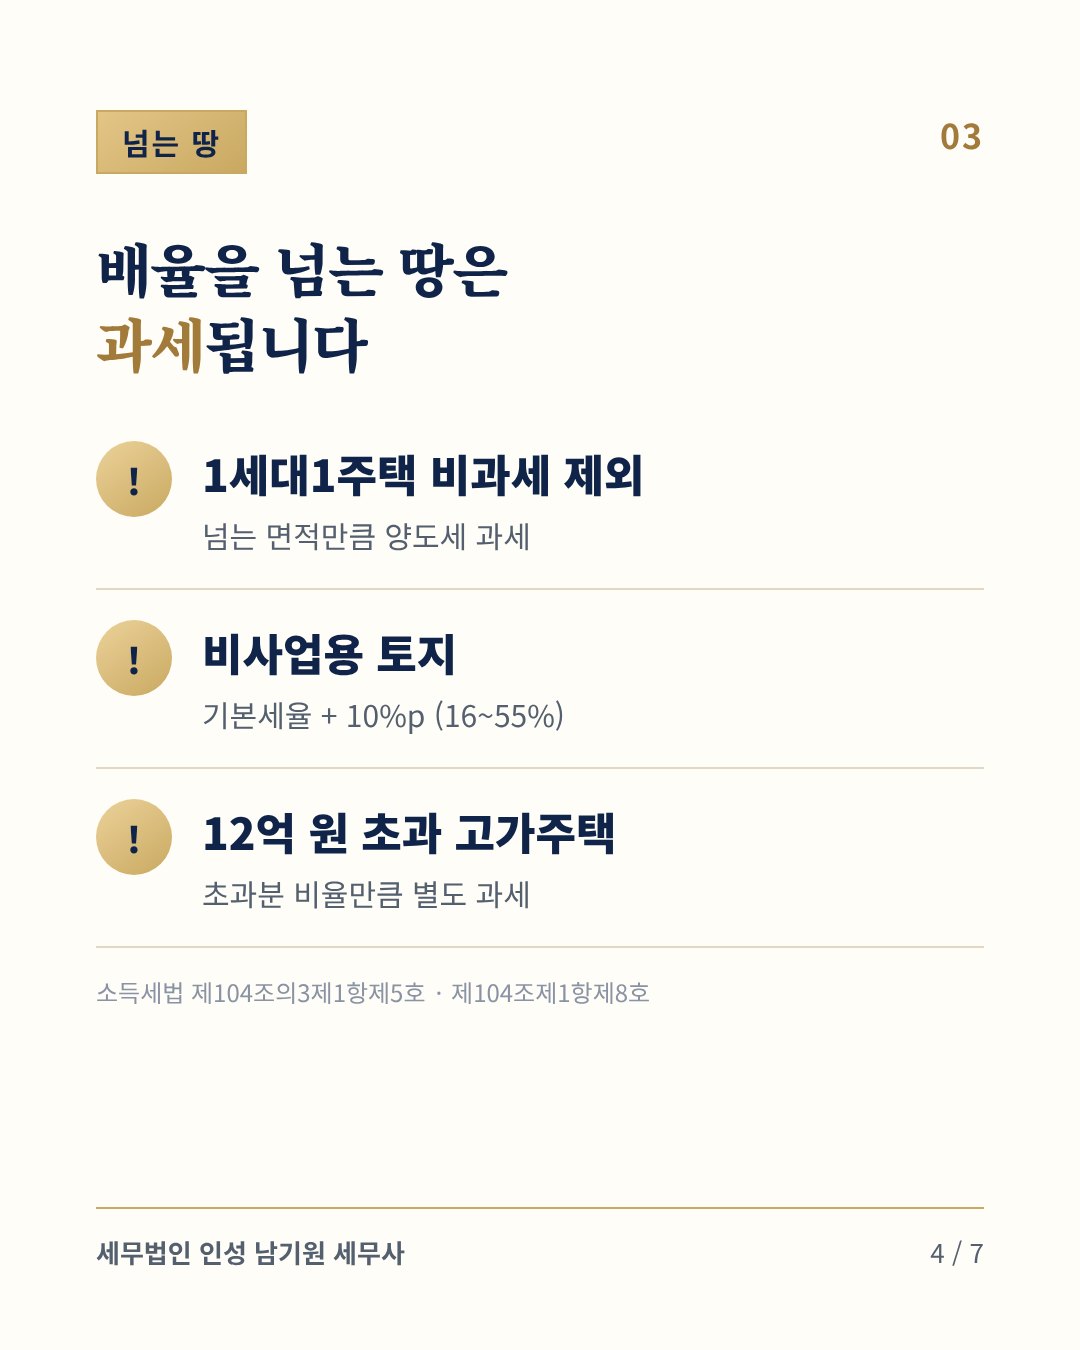 넘는 땅
03
배율을 넘는 땅은
과세됩니다
!
1세대1주택 비과세 제외
넘는 면적만큼 양도세 과세
!
비사업용 토지
기본세율 + 10%p (16~55%)
!
12억 원 초과 고가주택
초과분 비율만큼 별도 과세
소득세법 제104조의3제1항제5호 · 제104조제1항제8호
세무법인 인성 남기원 세무사
4 / 7